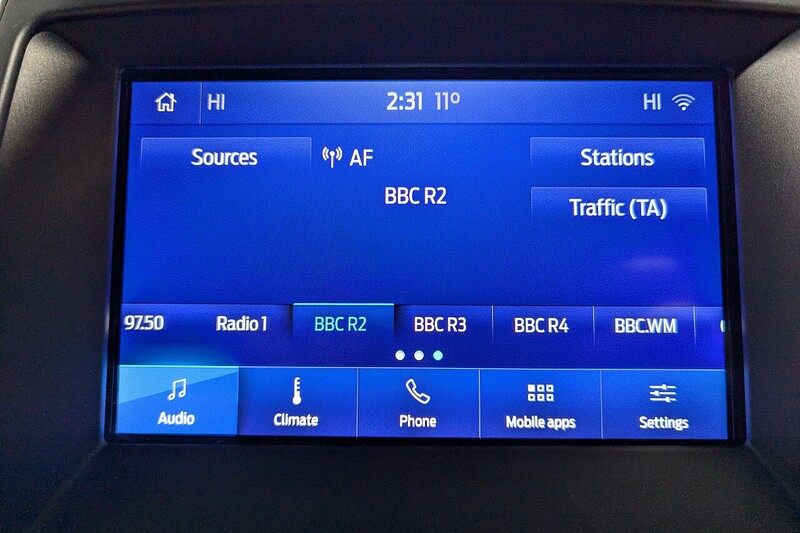 HI 2:31 11º HI
Sources AF Stations
BBC R2
Traffic (TA)
97.50 Radio 1 BBC R2 BBC R3 BBC R4 BBC.WM
Audio Climate Phone Mobile apps Settings